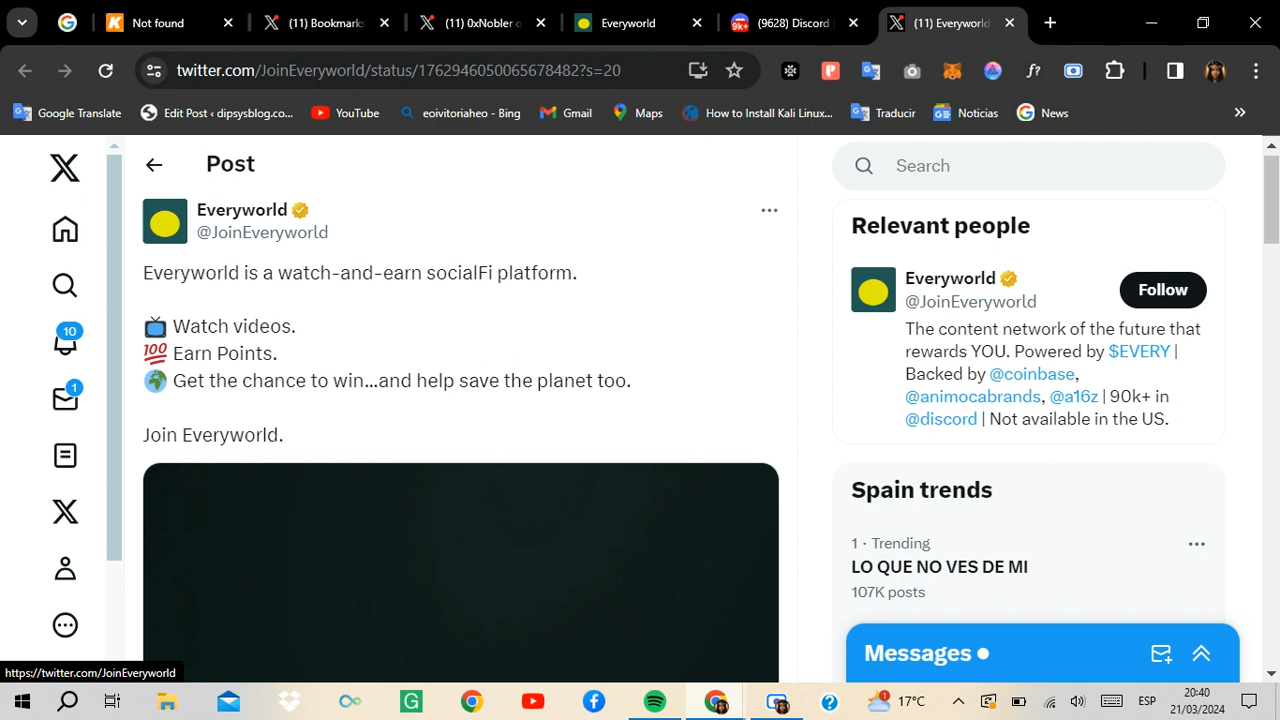 Not found
(11) Bookmarks
(11) 0xNobler o
Everyworld
9k+
(9628) Discord |
(11) Everyworld
twitter.com/JoinEveryworld/status/1762946050065678482?s=20
f?
Google Translate
Edit Post ‹ dipsysblog.co...
YouTube
eoivitoriaheo - Bing
Gmail
Maps
How to Install Kali Linux...
Traducir
Noticias
News
Post
Search
Everyworld
@JoinEveryworld
Everyworld is a watch-and-earn socialFi platform.
📺 Watch videos.
💯 Earn Points.
🌍 Get the chance to win...and help save the planet too.
Join Everyworld.
10
1
Relevant people
Everyworld
@JoinEveryworld
Follow
The content network of the future that
rewards YOU. Powered by $EVERY |
Backed by @coinbase,
@animocabrands, @a16z | 90k+ in
@discord | Not available in the US.
Spain trends
1 · Trending
LO QUE NO VES DE MI
107K posts
Messages
https://twitter.com/JoinEveryworld
1
17°C
ESP
20:40
21/03/2024